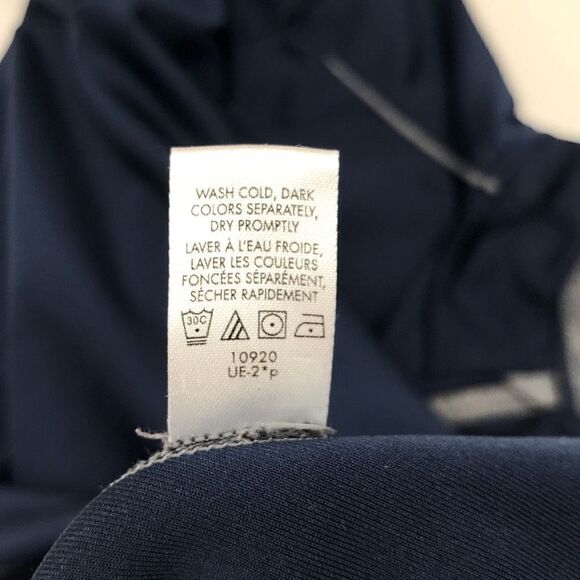 WASH COLD, DARK
COLORS SEPARATELY,
DRY PROMPTLY
LAVER À L'EAU FROIDE,
LAVER LES COULEURS
FONCÉES SÉPARÉMENT,
SÉCHER RAPIDEMENT
30C
10920
UE-2*p